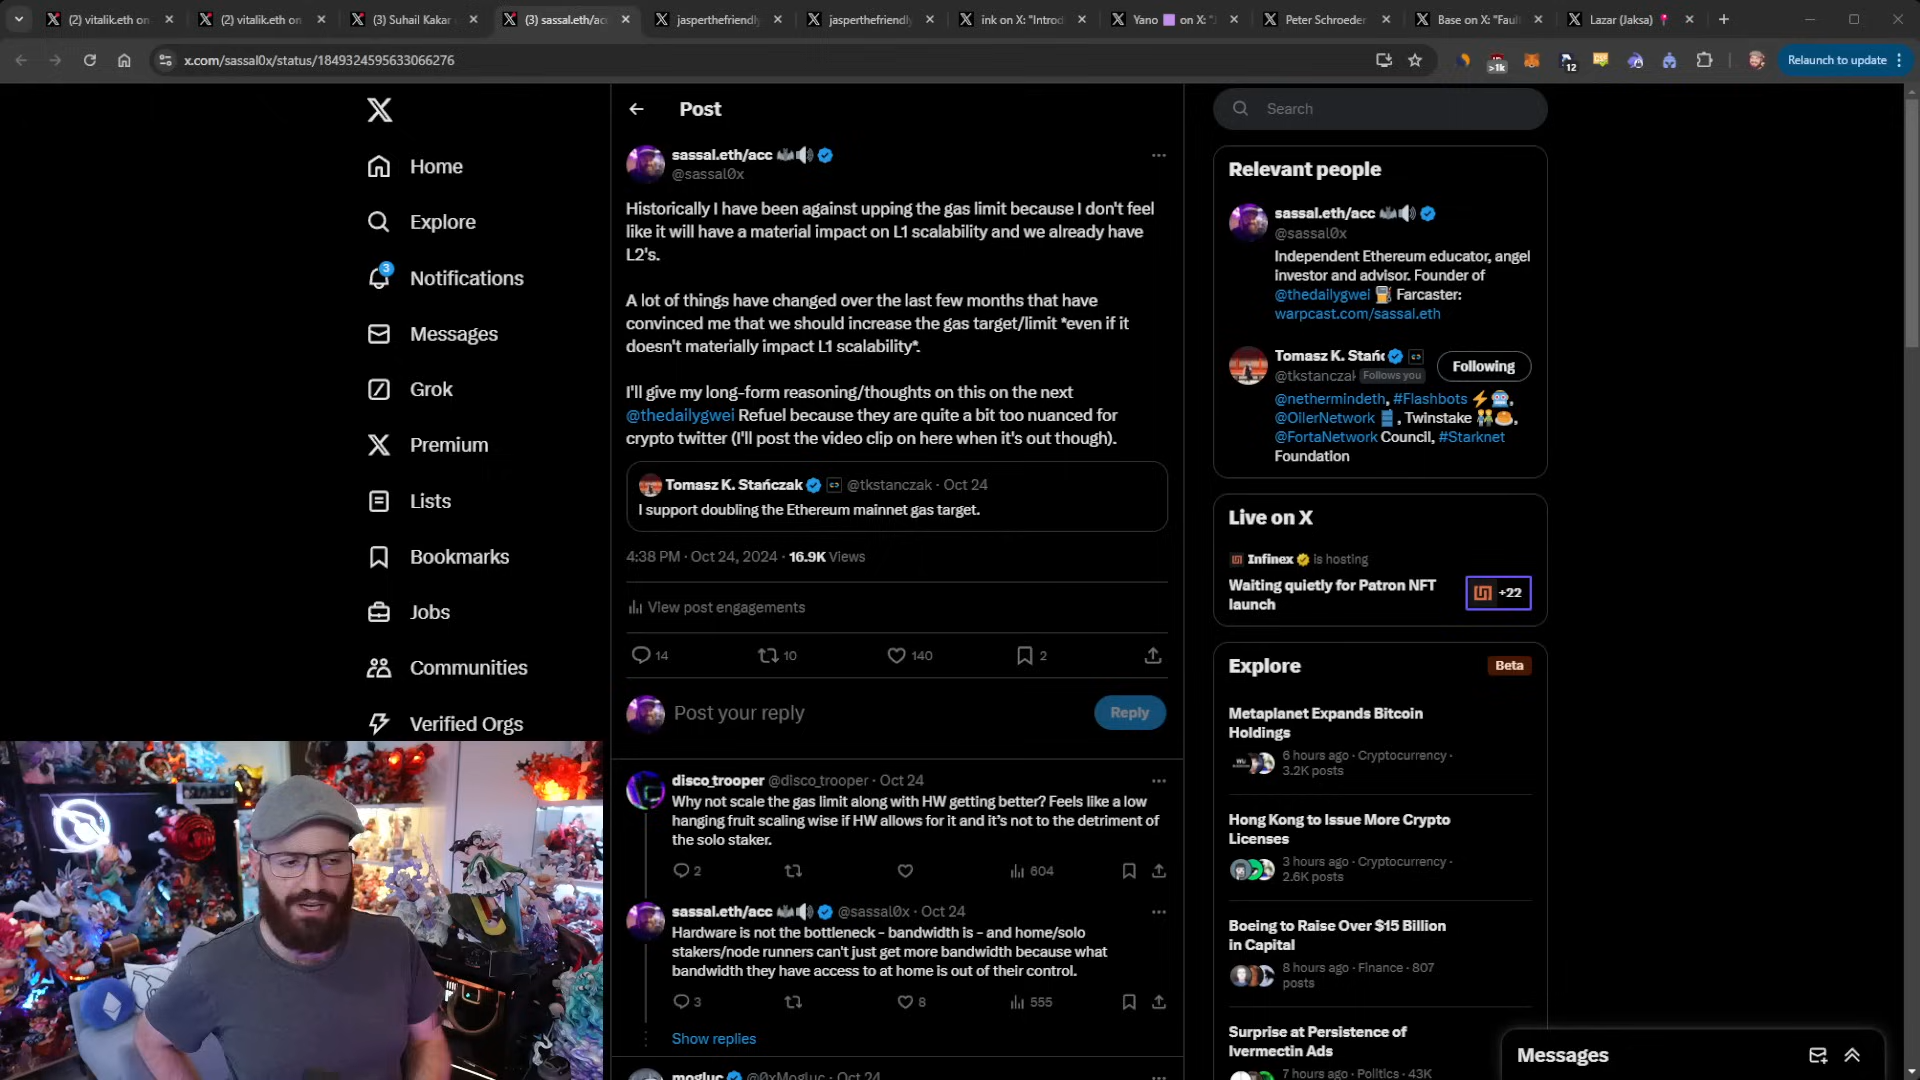 (2) vitalik.eth on
(2) vitalik.eth on
(3) Suhail Kakar
(3) sassal.eth/acc
jasperthefriendly
jasperthefriendly
ink on X: "Introd
Yano 🟪 on X: "
Peter Schroeder
Base on X: "Faul
Lazar (Jaksa)
x.com/sassal0x/status/1849324595633066276
>1k
12
Relaunch to update
Home
Explore
3
Notifications
Messages
Grok
Premium
Lists
Bookmarks
Jobs
Communities
Verified Orgs
Post
sassal.eth/acc 🦇🔊
@sassal0x
Historically I have been against upping the gas limit because I don't feel
like it will have a material impact on L1 scalability and we already have
L2's.
A lot of things have changed over the last few months that have
convinced me that we should increase the gas target/limit *even if it
doesn't materially impact L1 scalability*.
I'll give my long-form reasoning/thoughts on this on the next
@thedailygwei Refuel because they are quite a bit too nuanced for
crypto twitter (I'll post the video clip on here when it's out though).
Tomasz K. Stańczak @tkstanczak · Oct 24
I support doubling the Ethereum mainnet gas target.
4:38 PM · Oct 24, 2024 · 16.9K Views
View post engagements
14 10 140 2
Post your reply
Reply
disco_trooper @disco_trooper · Oct 24
Why not scale the gas limit along with HW getting better? Feels like a low
hanging fruit scaling wise if HW allows for it and it's not to the detriment of
the solo staker.
2 604
sassal.eth/acc 🦇🔊 @sassal0x · Oct 24
Hardware is not the bottleneck - bandwidth is - and home/solo
stakers/node runners can't just get more bandwidth because what
bandwidth they have access to at home is out of their control.
3 8 555
Show replies
mogluc @0xMogluc · Oct 24
Search
Relevant people
sassal.eth/acc 🦇🔊
@sassal0x
Independent Ethereum educator, angel
investor and advisor. Founder of
@thedailygwei ⛽ Farcaster:
warpcast.com/sassal.eth
Tomasz K. Stańc
@tkstanczak Follows you
Following
@nethermindeth, #Flashbots ⚡🤖,
@OilerNetwork 🛢, Twinstake 👬🥞,
@FortaNetwork Council, #Starknet
Foundation
Live on X
Infinex is hosting
Waiting quietly for Patron NFT
launch
+22
Explore
Beta
Metaplanet Expands Bitcoin
Holdings
6 hours ago · Cryptocurrency ·
3.2K posts
Hong Kong to Issue More Crypto
Licenses
3 hours ago · Cryptocurrency ·
2.6K posts
Boeing to Raise Over $15 Billion
in Capital
8 hours ago · Finance · 807
posts
Surprise at Persistence of
Ivermectin Ads
7 hours ago · Politics · 43K
Messages